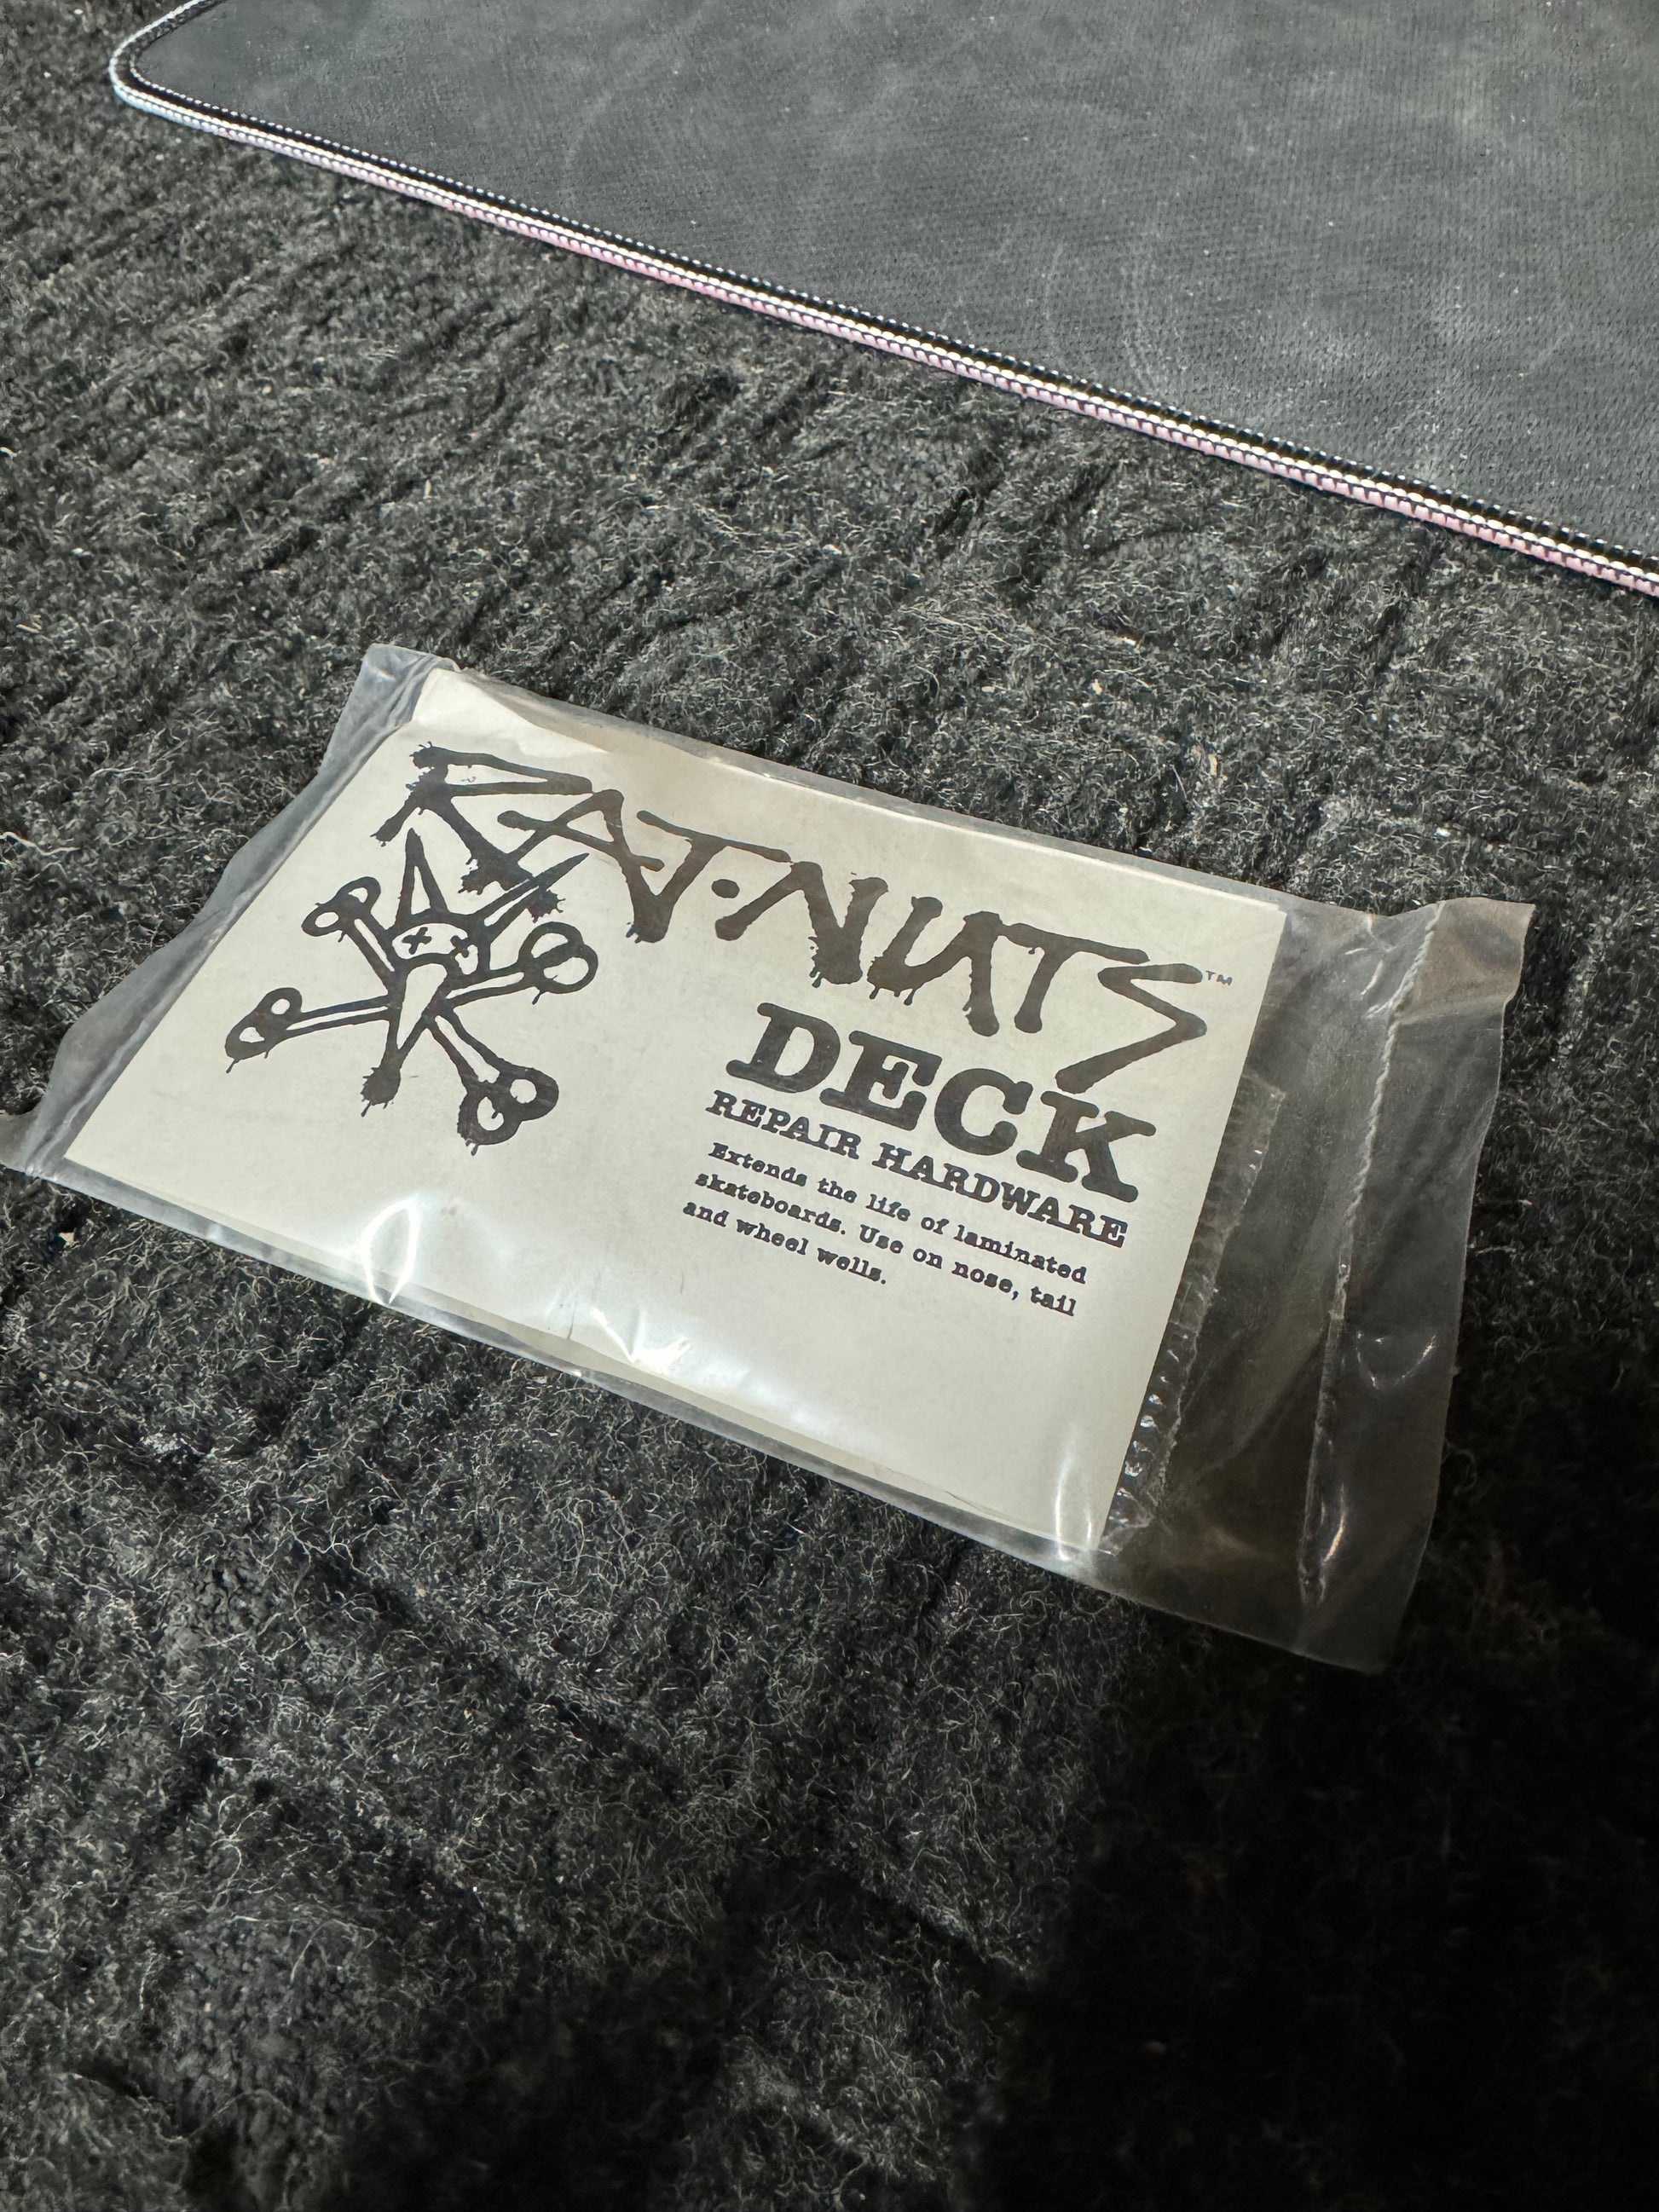 RAT·NUTS™
DECK
REPAIR HARDWARE
Extends the life of laminated
skateboards. Use on nose, tail
and wheel wells.